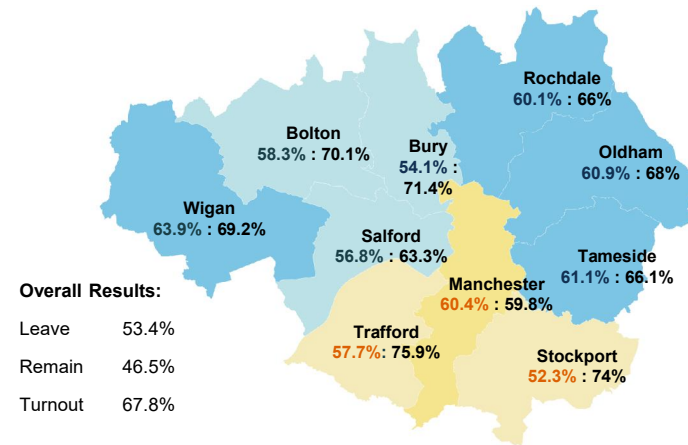 Rochdale
60.1% : 66%
Bolton
58.3% : 70.1%
Bury
54.1% :
71.4%
Oldham
60.9% : 68%
Wigan
63.9% : 69.2%
Salford
56.8% : 63.3%
Tameside
61.1% : 66.1%
Manchester
60.4% : 59.8%
Trafford
57.7%: 75.9%
Stockport
52.3% : 74%
Overall Results:
Leave 53.4%
Remain 46.5%
Turnout 67.8%